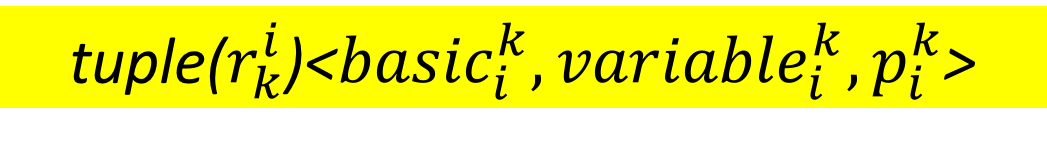 tuple(r_k^i)<basic_i^k, variable_i^k, p_i^k>